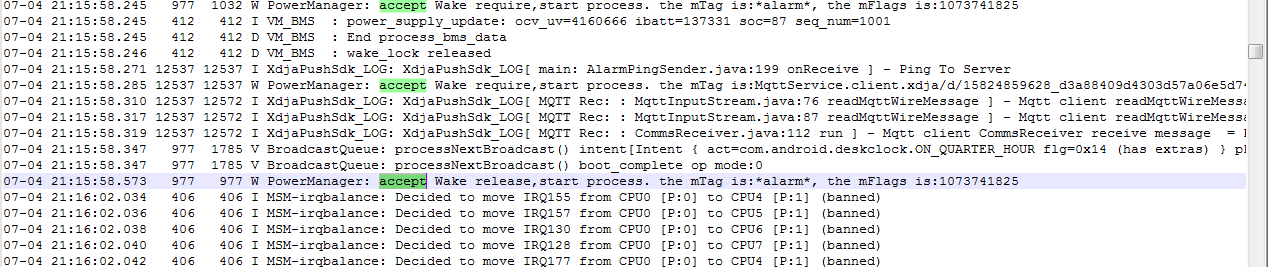 07-04 21:15:58.245 977 1032 W PowerManager: accept Wake require,start process. the mTag is:*alarm*, the mFlags is:1073741825
07-04 21:15:58.245 412 412 I VM_BMS : power_supply_update: ocv_uv=4160666 ibatt=137331 soc=87 seq_num=1001
07-04 21:15:58.245 412 412 D VM_BMS : End process_bms_data
07-04 21:15:58.246 412 412 D VM_BMS : wake_lock released
07-04 21:15:58.271 12537 12537 I XdjaPushSdk_LOG: XdjaPushSdk_LOG[ main: AlarmPingSender.java:199 onReceive ] - Ping To Server
07-04 21:15:58.285 977 12537 W PowerManager: accept Wake require,start process. the mTag is:MqttService.client.xdja/d/15824859628_d3a88409d4303d57a06e5d74
07-04 21:15:58.310 12537 12572 I XdjaPushSdk_LOG: XdjaPushSdk_LOG[ MQTT Rec: : MqttInputStream.java:76 readMqttWireMessage ] - Mqtt client readMqttWireMessa
07-04 21:15:58.317 12537 12572 I XdjaPushSdk_LOG: XdjaPushSdk_LOG[ MQTT Rec: : MqttInputStream.java:87 readMqttWireMessage ] - Mqtt client readMqttWireMessa
07-04 21:15:58.319 12537 12572 I XdjaPushSdk_LOG: XdjaPushSdk_LOG[ MQTT Rec: : CommsReceiver.java:112 run ] - Mqtt client CommsReceiver receive message =
07-04 21:15:58.347 977 1785 V BroadcastQueue: processNextBroadcast() intent[Intent { act=com.android.deskclock.ON_QUARTER_HOUR flg=0x14 (has extras) }
07-04 21:15:58.347 977 1785 V BroadcastQueue: processNextBroadcast() boot_complete op mode:0
07-04 21:15:58.573 977 977 W PowerManager: accept Wake release,start process. the mTag is:*alarm*, the mFlags is:1073741825
07-04 21:16:02.034 406 406 I MSM-irqbalance: Decided to move IRQ155 from CPU0 [P:0] to CPU4 [P:1] (banned)
07-04 21:16:02.036 406 406 I MSM-irqbalance: Decided to move IRQ157 from CPU0 [P:0] to CPU5 [P:1] (banned)
07-04 21:16:02.038 406 406 I MSM-irqbalance: Decided to move IRQ130 from CPU0 [P:0] to CPU6 [P:1] (banned)
07-04 21:16:02.040 406 406 I MSM-irqbalance: Decided to move IRQ128 from CPU0 [P:0] to CPU7 [P:1] (banned)
07-04 21:16:02.042 406 406 I MSM-irqbalance: Decided to move IRQ177 from CPU0 [P:0] to CPU4 [P:1] (banned)